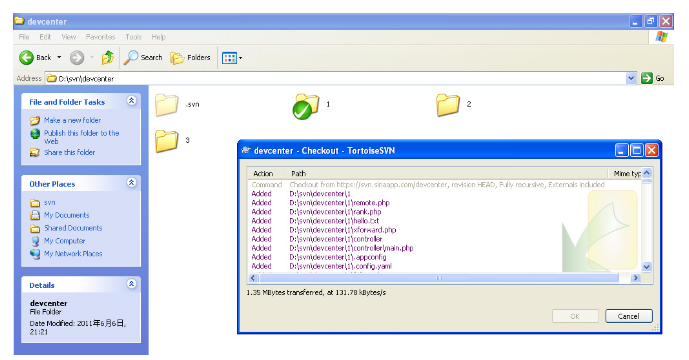 devcenter
File Edit View Favorites Tools Help
Back Search Folders
Address D:\svn\devcenter Go
File and Folder Tasks
Make a new folder
Publish this folder to the Web
Share this folder
Other Places
svn
My Documents
Shared Documents
My Computer
My Network Places
Details
devcenter
File Folder
Date Modified: 2011年6月6日, 21:21
.svn
1
2
3
devcenter - Checkout - TortoiseSVN
Action Path Mime typ
Command Checkout from https://svn.sinaapp.com/devcenter, revision HEAD, Fully recursive, Externals included
Added D:\svn\devcenter\1
Added D:\svn\devcenter\1\remote.php
Added D:\svn\devcenter\1\rank.php
Added D:\svn\devcenter\1\hello.txt
Added D:\svn\devcenter\1\xforward.php
Added D:\svn\devcenter\1\controller
Added D:\svn\devcenter\1\controller\main.php
Added D:\svn\devcenter\1\.appconfig
Added D:\svn\devcenter\1\.config.yaml
1.35 MBytes transferred, at 131.78 kBytes/s
OK Cancel